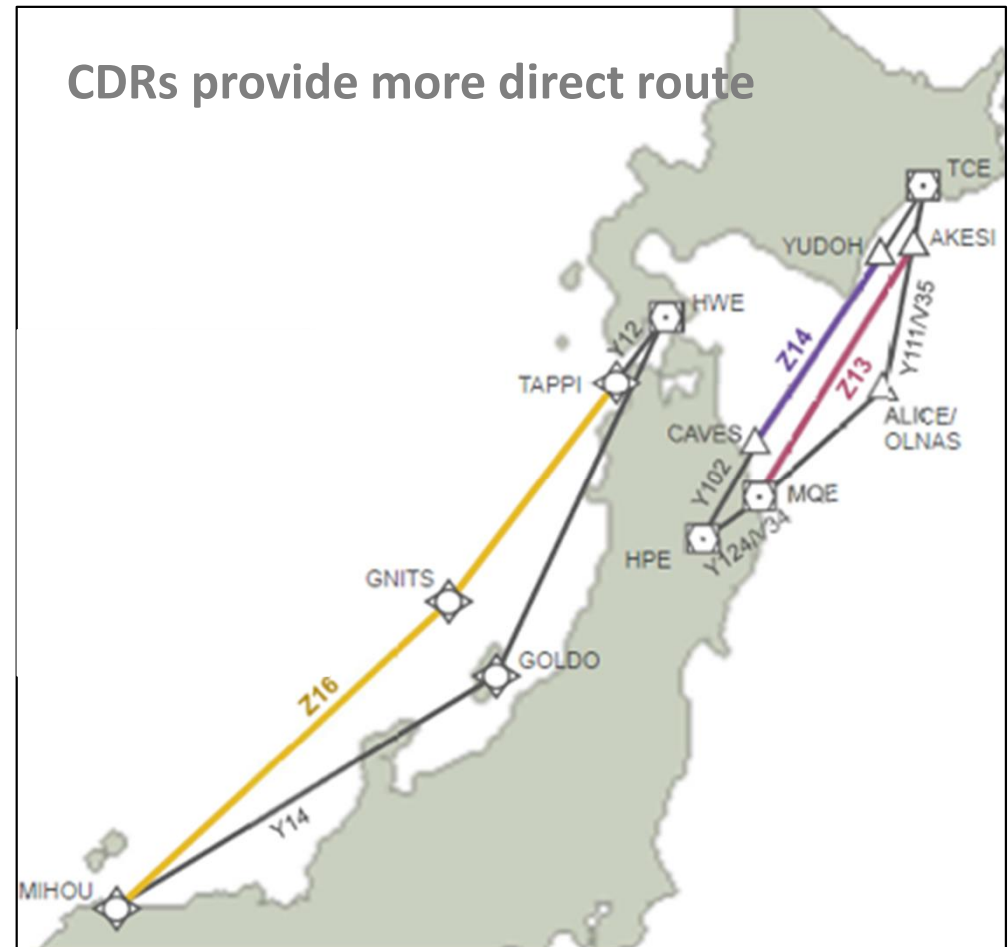 CDRs provide more direct route
TCE
YUDOH
AKESI
HWE
Y12
Y111/V35
Z14
Z13
TAPPI
ALICE/
OLNAS
CAVES
Y102
MQE
Y124/V34
HPE
GNITS
GOLDO
Z16
Y14
MIHOU